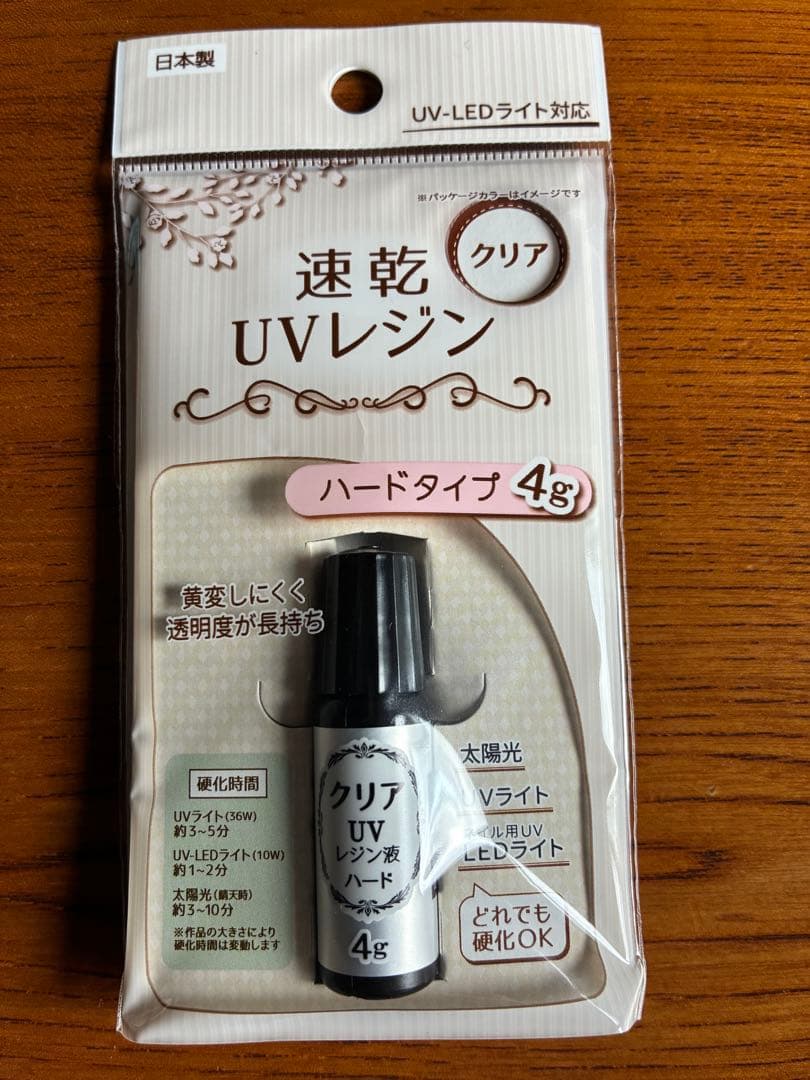 日本製
UV-LEDライト対応
※パッケージカラーはイメージです
クリア
速乾
UVレジン
ハードタイプ 4g
黄変しにくく
透明度が長持ち
硬化時間
UVライト(36W)
約3~5分
UV-LEDライト(10W)
約1~2分
太陽光(晴天時)
約3~10分
※作品の大きさにより
硬化時間は変動します
クリア
UV
レジン液
ハード
4g
太陽光
UVライト
ネイル用UV
LEDライト
どれでも
硬化OK